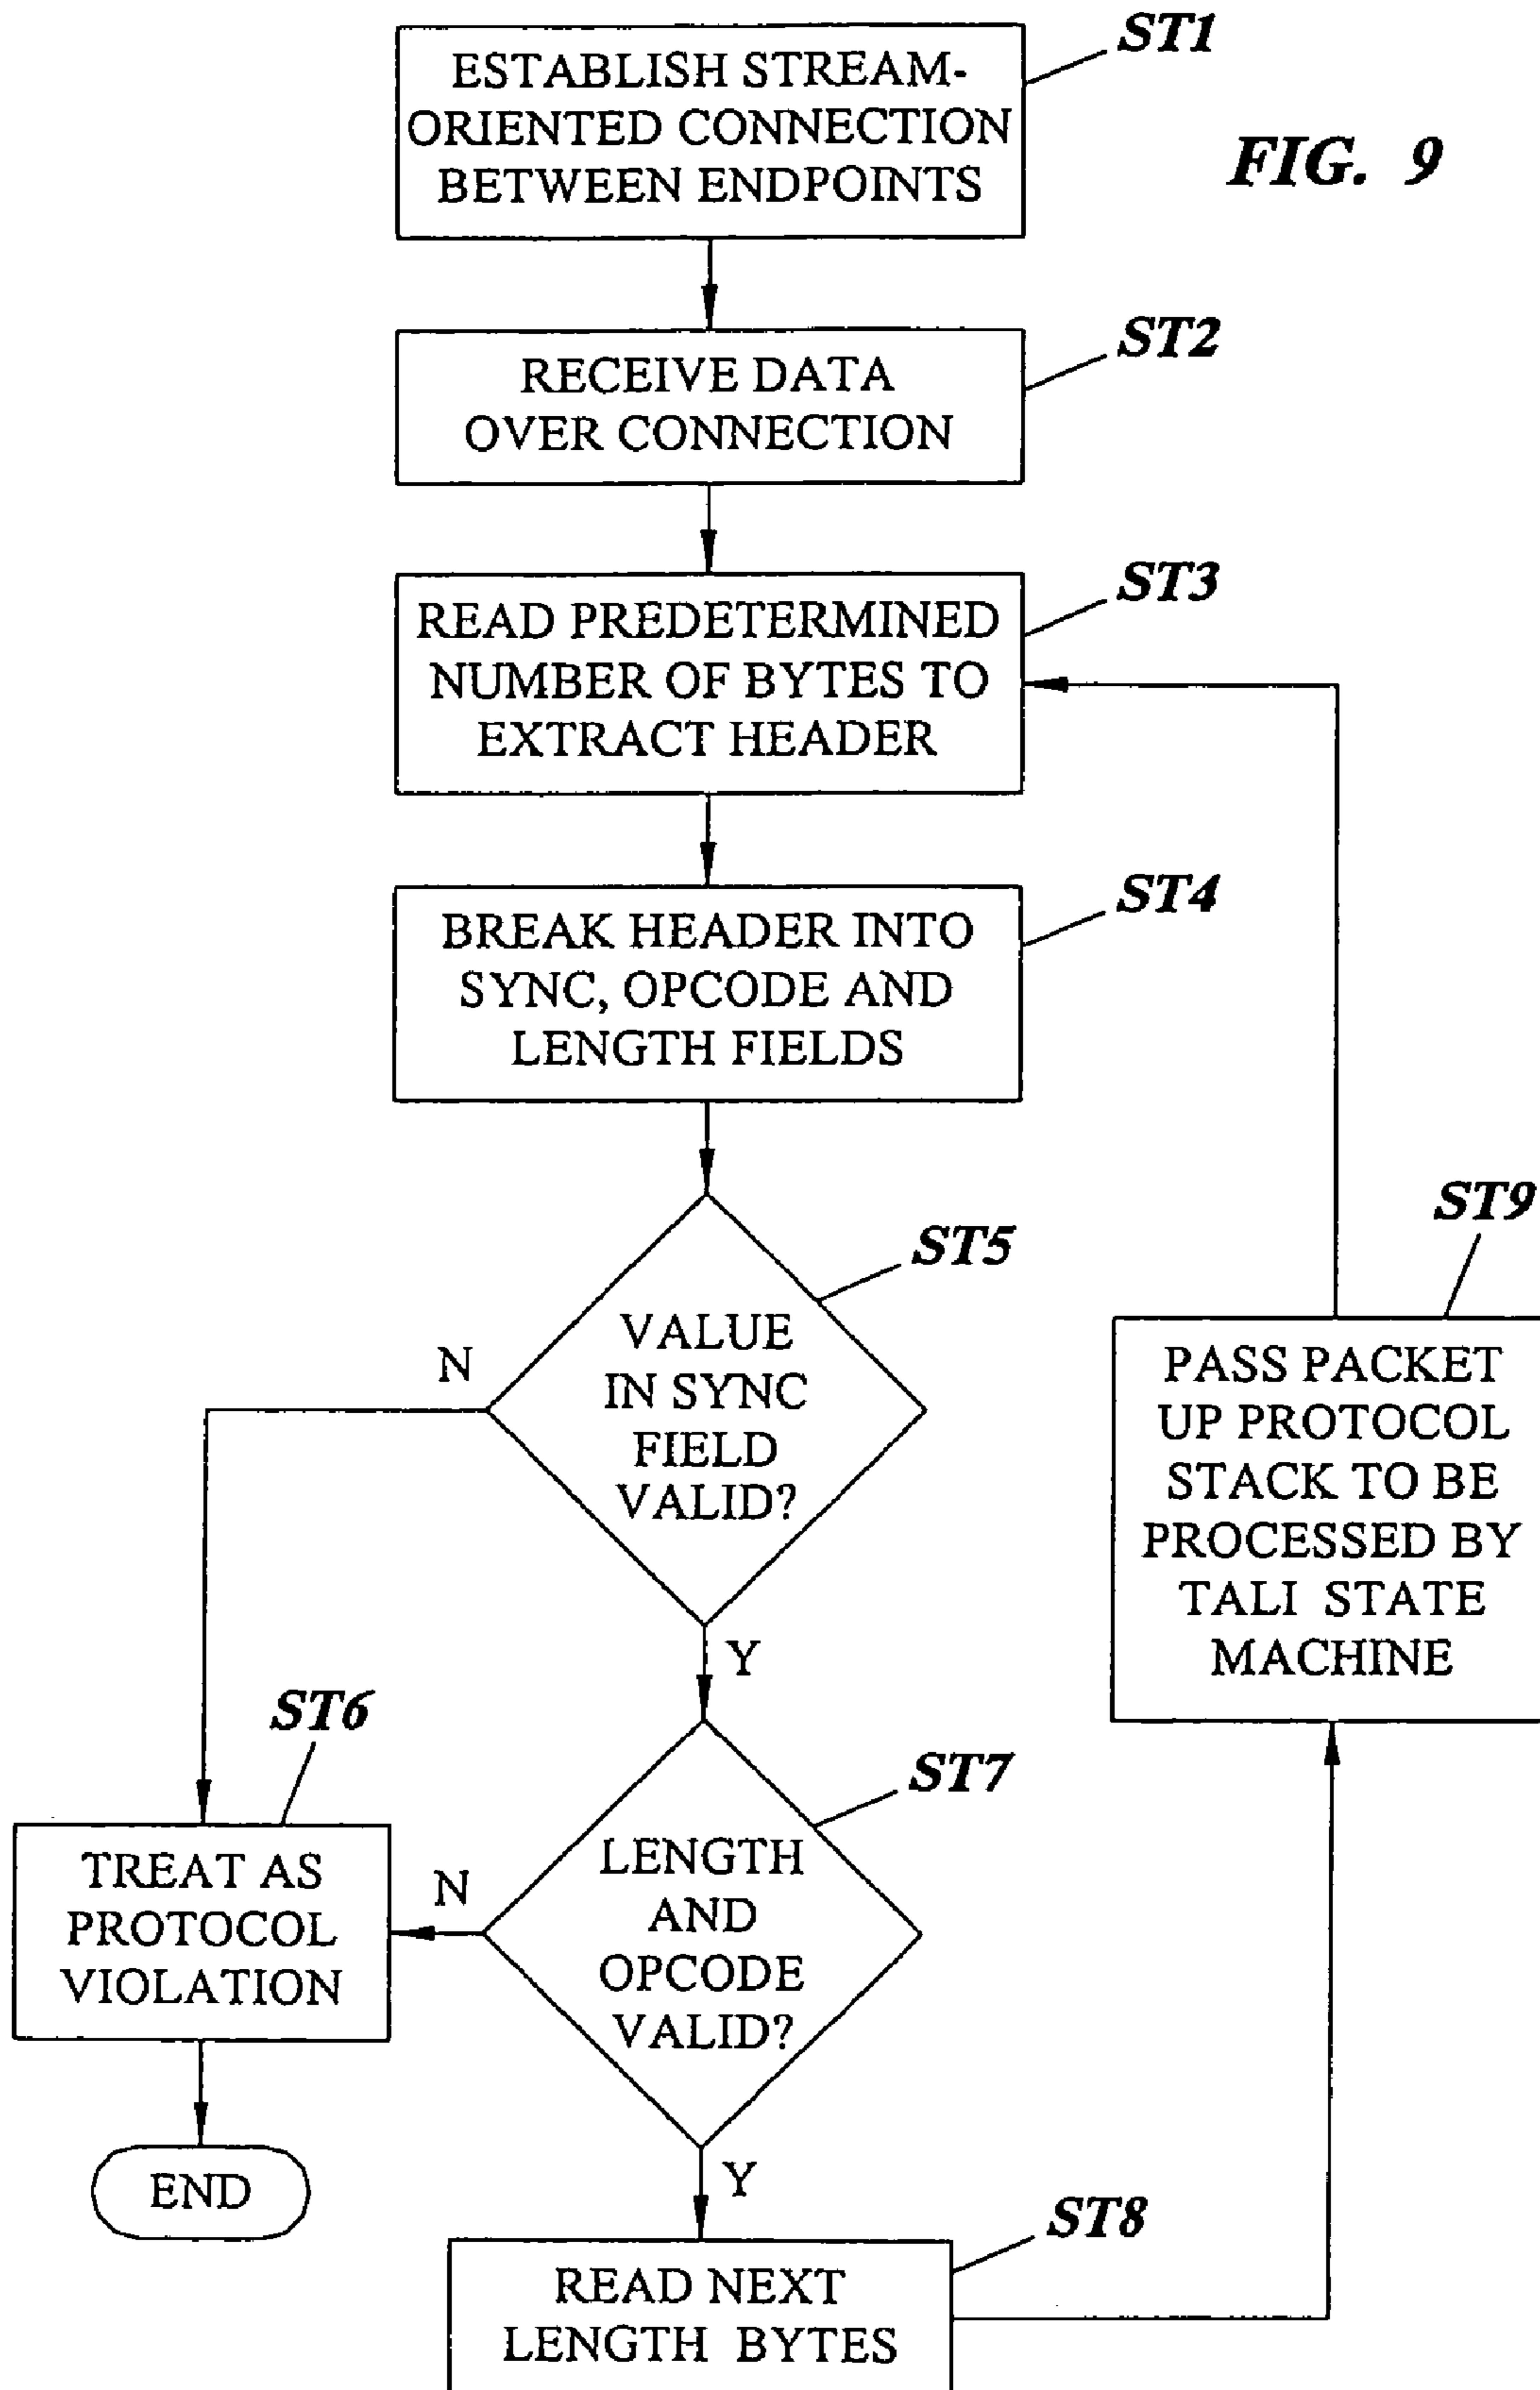 ST1
ESTABLISH STREAM-
ORIENTED CONNECTION
BETWEEN ENDPOINTS
FIG. 9
ST2
RECEIVE DATA
OVER CONNECTION
ST3
READ PREDETERMINED
NUMBER OF BYTES TO
EXTRACT HEADER
ST4
BREAK HEADER INTO
SYNC, OPCODE AND
LENGTH FIELDS
ST5
VALUE
IN SYNC
FIELD
VALID?
N
Y
ST6
TREAT AS
PROTOCOL
VIOLATION
END
ST7
LENGTH
AND
OPCODE
VALID?
N
Y
ST8
READ NEXT
LENGTH BYTES
ST9
PASS PACKET
UP PROTOCOL
STACK TO BE
PROCESSED BY
TALI STATE
MACHINE